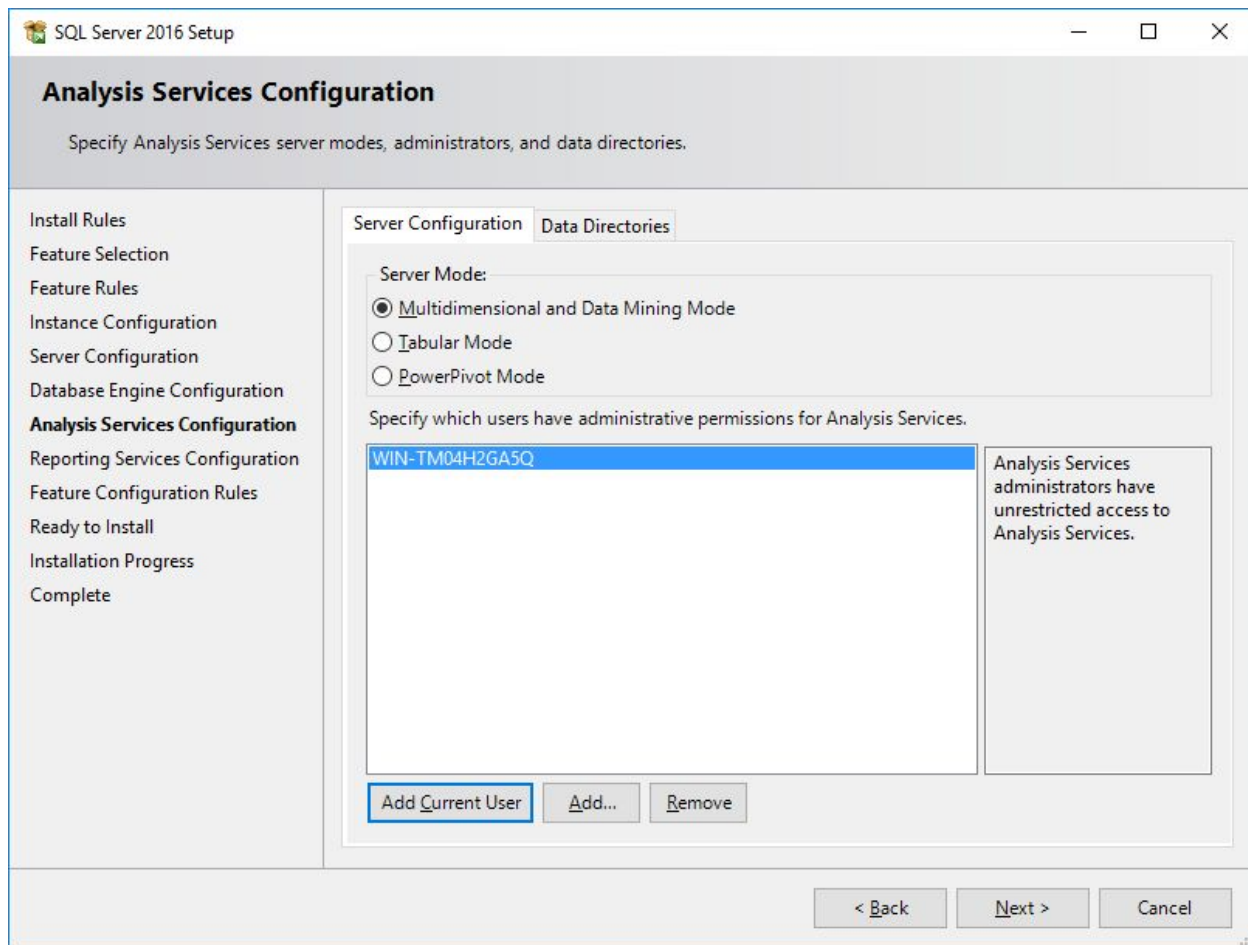 SQL Server 2016 Setup
Analysis Services Configuration
Specify Analysis Services server modes, administrators, and data directories.
Install Rules
Feature Selection
Feature Rules
Instance Configuration
Server Configuration
Database Engine Configuration
Analysis Services Configuration
Reporting Services Configuration
Feature Configuration Rules
Ready to Install
Installation Progress
Complete
Server Configuration Data Directories
Server Mode:
Multidimensional and Data Mining Mode
Tabular Mode
PowerPivot Mode
Specify which users have administrative permissions for Analysis Services.
WIN-TM04H2GA5Q
Analysis Services
administrators have
unrestricted access to
Analysis Services.
Add Current User Add... Remove
< Back Next > Cancel